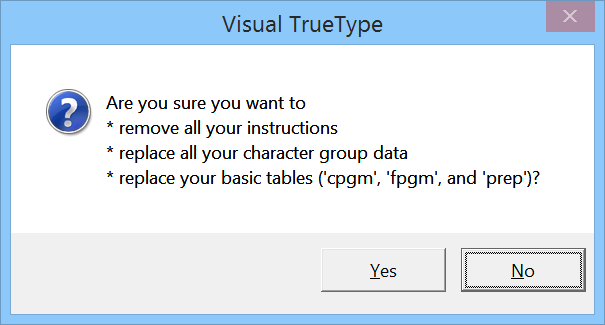 Visual TrueType
Are you sure you want to
* remove all your instructions
* replace all your character group data
* replace your basic tables ('cpgm', 'fpgm', and 'prep')?
Yes
No